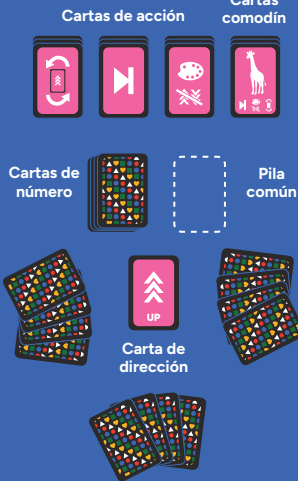 Cartas de acción
Cartas
comodín
Cartas de
número
Pila
común
UP
Carta de
dirección